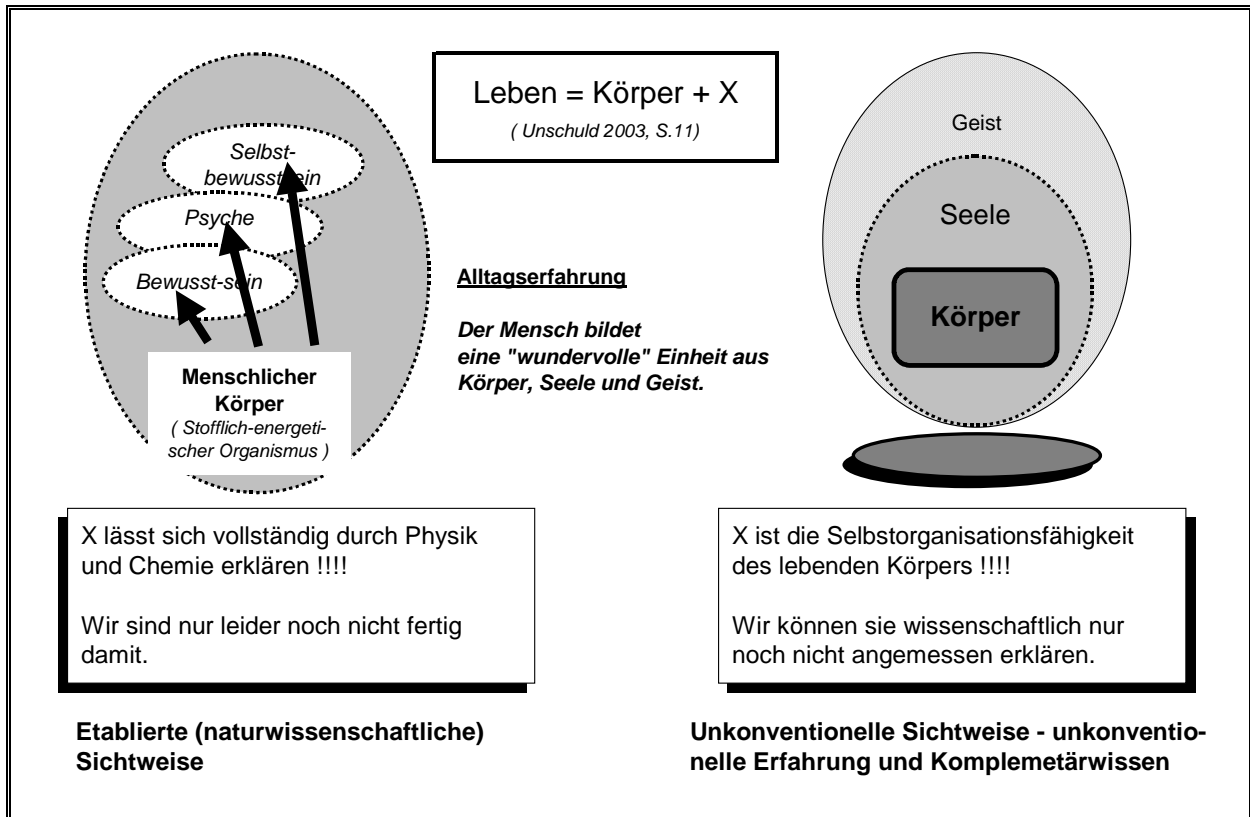 Leben = Körper + X
( Unschuld 2003, S.11)
Selbst-
bewusstsein
Psyche
Bewusst-sein
Menschlicher
Körper
( Stofflich-energeti-
scher Organismus )
Alltagserfahrung
Der Mensch bildet
eine "wundervolle" Einheit aus
Körper, Seele und Geist.
Geist
Seele
Körper
X lässt sich vollständig durch Physik
und Chemie erklären !!!!
Wir sind nur leider noch nicht fertig
damit.
X ist die Selbstorganisationsfähigkeit
des lebenden Körpers !!!!
Wir können sie wissenschaftlich nur
noch nicht angemessen erklären.
Etablierte (naturwissenschaftliche)
Sichtweise
Unkonventionelle Sichtweise - unkonventio-
nelle Erfahrung und Komplemetärwissen